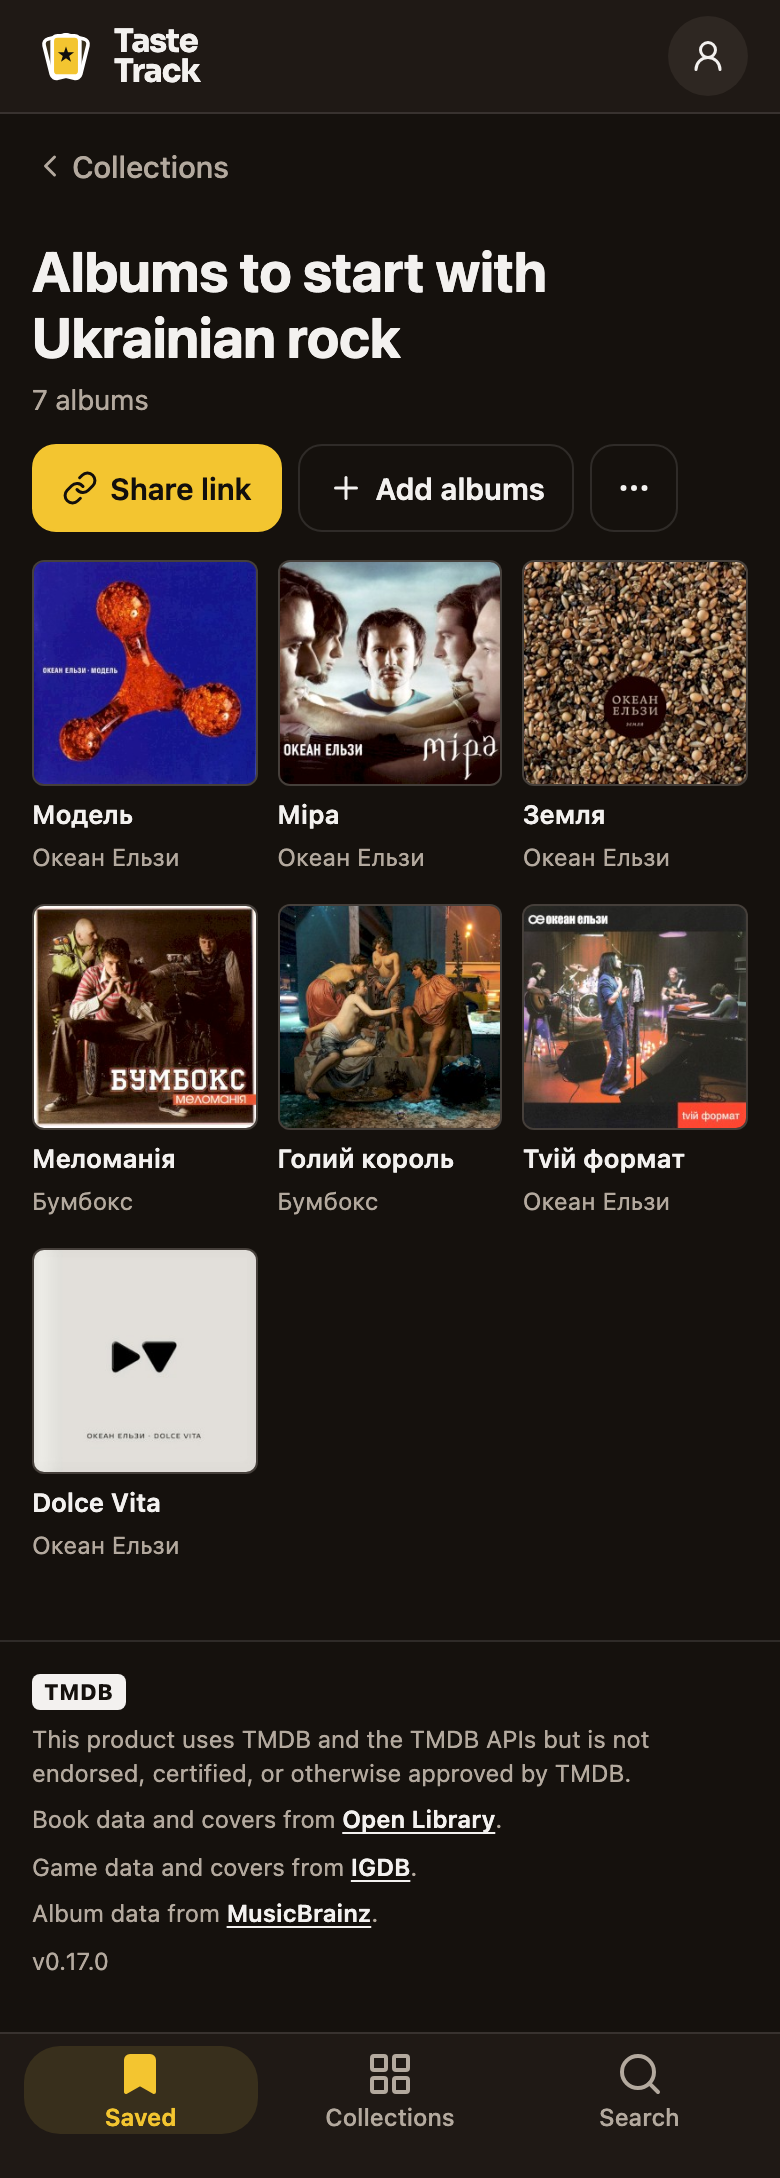 Taste
Track
Collections
Albums to start with
Ukrainian rock
7 albums
Share link
Add albums
ОКЕАН ЕЛЬЗИ · МОДЕЛЬ
ОКЕАН ЕЛЬЗИ
міра
ОКЕАН
ЕЛЬЗИ
земля
Модель
Міра
Земля
Океан Ельзи
Океан Ельзи
Океан Ельзи
БУМБОКС
меломанія
океан ельзи
tviй формат
Меломанія
Голий король
Tviй формат
Бумбокс
Бумбокс
Океан Ельзи
ОКЕАН ЕЛЬЗИ · DOLCE VITA
Dolce Vita
Океан Ельзи
TMDB
This product uses TMDB and the TMDB APIs but is not
endorsed, certified, or otherwise approved by TMDB.
Book data and covers from Open Library.
Game data and covers from IGDB.
Album data from MusicBrainz.
v0.17.0
Saved
Collections
Search